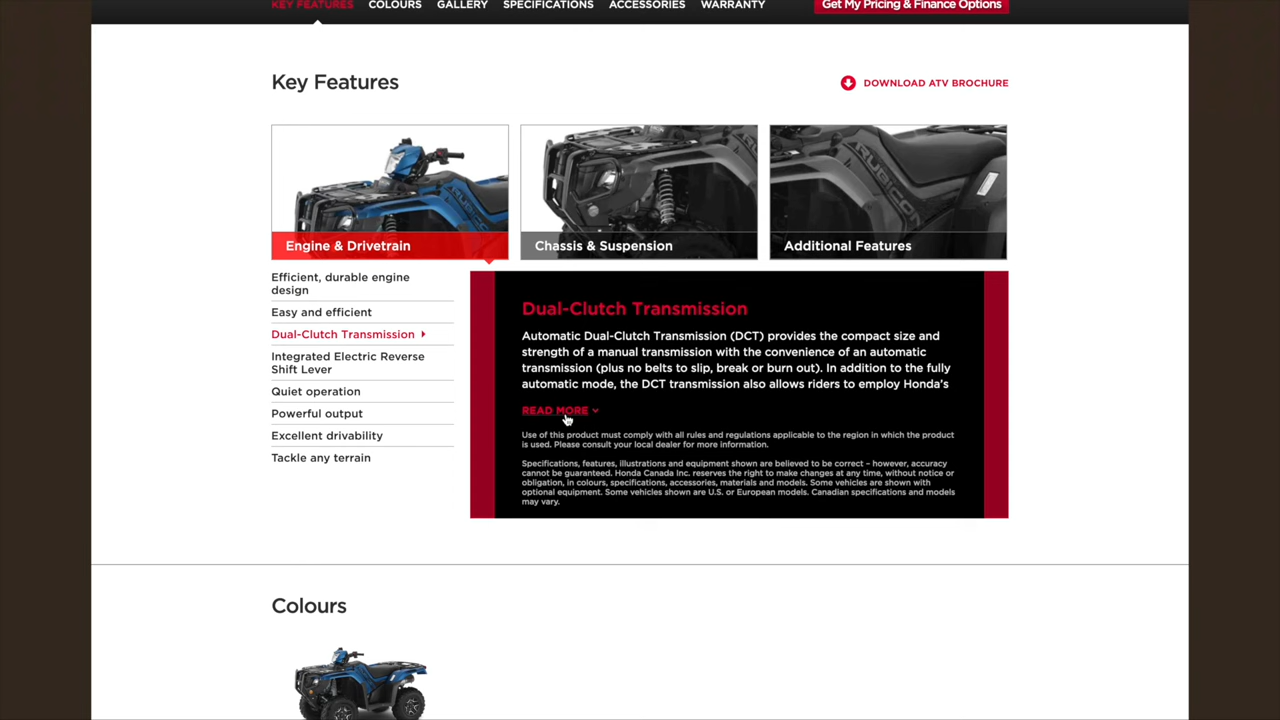 KEY FEATURES COLOURS GALLERY SPECIFICATIONS ACCESSORIES WARRANTY Get My Pricing & Finance Options
Key Features
DOWNLOAD ATV BROCHURE
RUBICON
RUBICON
RUBICON
Engine & Drivetrain
Chassis & Suspension
Additional Features
Efficient, durable engine
design
Easy and efficient
Dual-Clutch Transmission
Integrated Electric Reverse
Shift Lever
Quiet operation
Powerful output
Excellent drivability
Tackle any terrain
Dual-Clutch Transmission
Automatic Dual-Clutch Transmission (DCT) provides the compact size and
strength of a manual transmission with the convenience of an automatic
transmission (plus no belts to slip, break or burn out). In addition to the fully
automatic mode, the DCT transmission also allows riders to employ Honda's
READ MORE
Use of this product must comply with all rules and regulations applicable to the region in which the product
is used. Please consult your local dealer for more information.
Specifications, features, illustrations and equipment shown are believed to be correct – however, accuracy
cannot be guaranteed. Honda Canada Inc. reserves the right to make changes at any time, without notice or
obligation, in colours, specifications, accessories, materials and models. Some vehicles are shown with
optional equipment. Some vehicles shown are U.S. or European models. Canadian specifications and models
may vary.
Colours